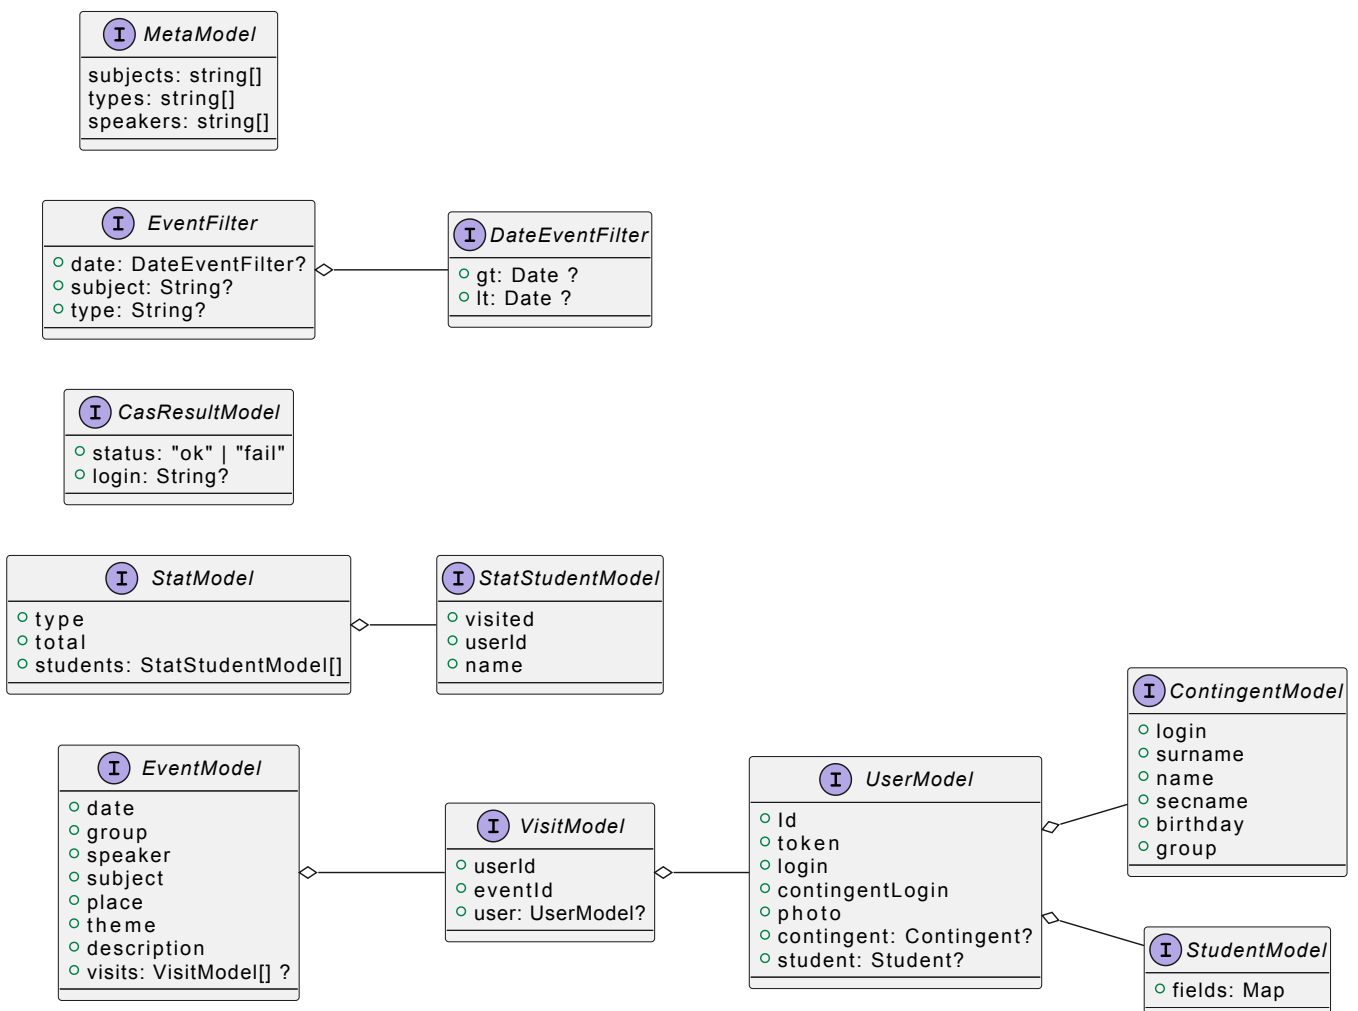 I MetaModel
subjects: string[]
types: string[]
speakers: string[]
I EventFilter
date: DateEventFilter?
subject: String?
type: String?
I DateEventFilter
gt: Date ?
lt: Date ?
I CasResultModel
status: "ok" | "fail"
login: String?
I StatModel
type
total
students: StatStudentModel[]
I StatStudentModel
visited
userId
name
I EventModel
date
group
speaker
subject
place
theme
description
visits: VisitModel[] ?
I VisitModel
userId
eventId
user: UserModel?
I UserModel
Id
token
login
contingentLogin
photo
contingent: Contingent?
student: Student?
I ContingentModel
login
surname
name
secname
birthday
group
I StudentModel
fields: Map